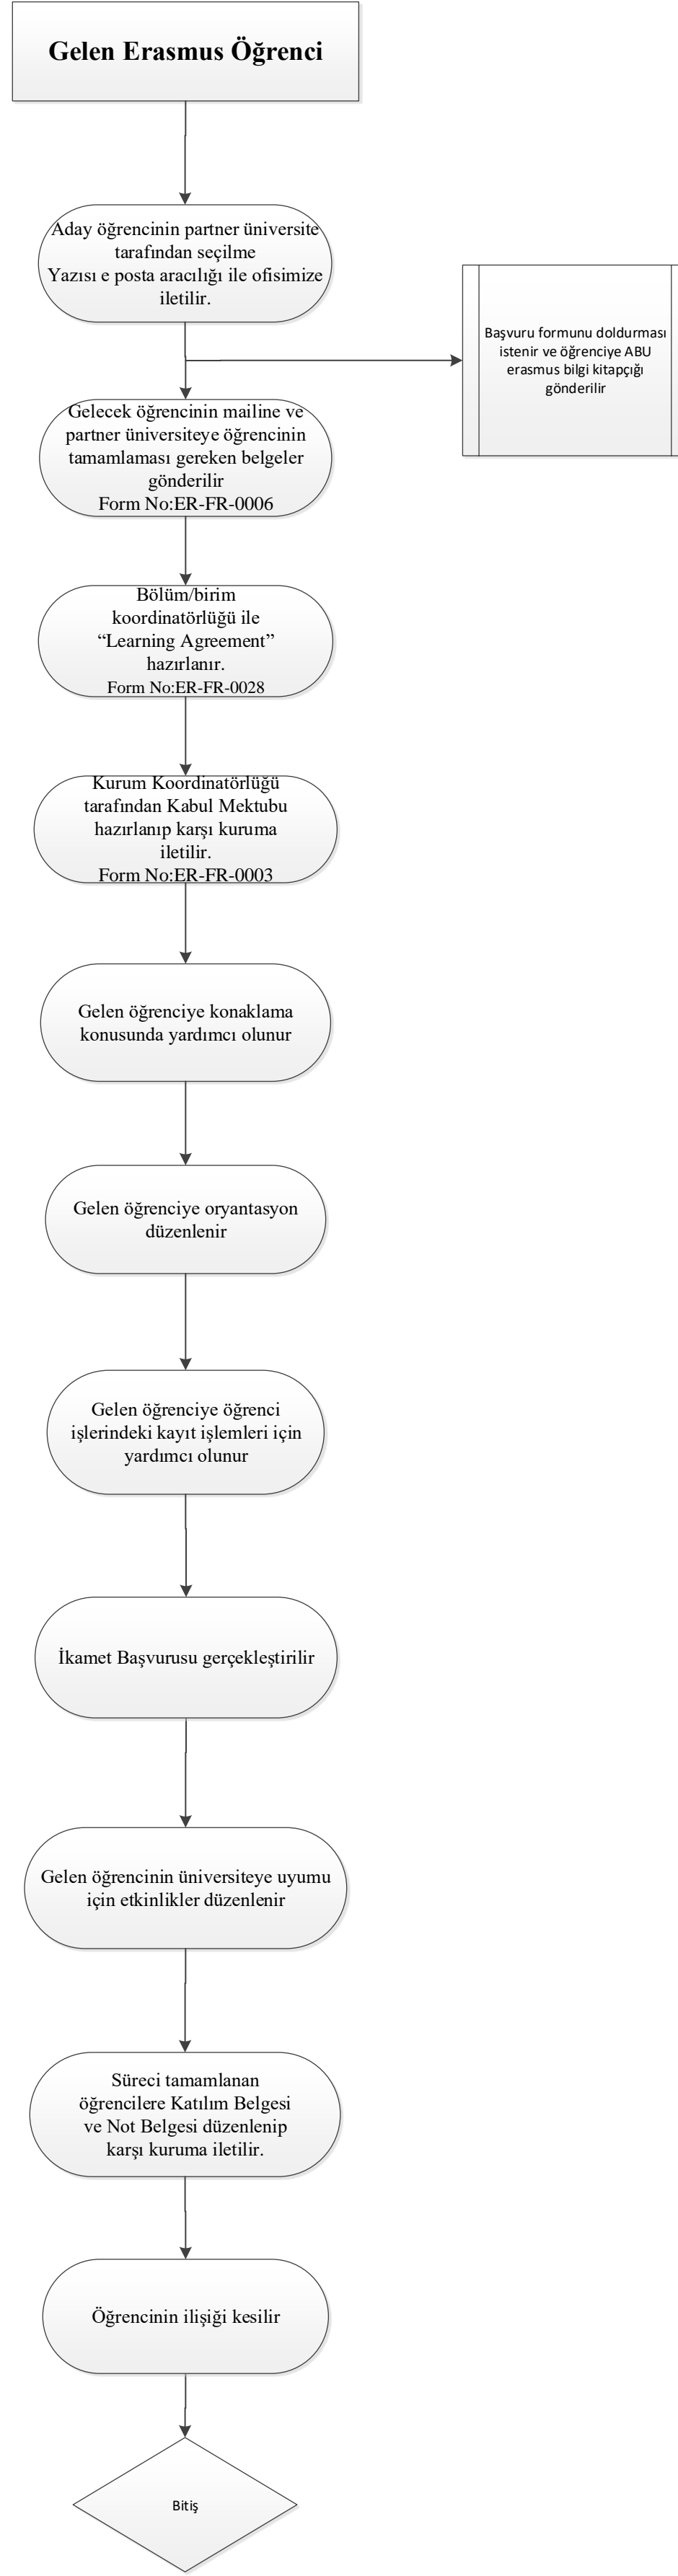 Gelen Erasmus Öğrenci
Aday öğrencinin partner üniversite
tarafından seçilme
Yazısı e posta aracılığı ile ofisimize
iletilir.
Başvuru formunu doldurması
istenir ve öğrenciye ABU
erasmus bilgi kitapçığı
gönderilir
Gelecek öğrencinin mailine ve
partner üniversiteye öğrencinin
tamamlaması gereken belgeler
gönderilir
Form No:ER-FR-0006
Bölüm/birim
koordinatörlüğü ile
“Learning Agreement”
hazırlanır.
Form No:ER-FR-0028
Kurum Koordinatörlüğü
tarafından Kabul Mektubu
hazırlanıp karşı kuruma
iletilir.
Form No:ER-FR-0003
Gelen öğrenciye konaklama
konusunda yardımcı olunur
Gelen öğrenciye oryantasyon
düzenlenir
Gelen öğrenciye öğrenci
işlerindeki kayıt işlemleri için
yardımcı olunur
İkamet Başvurusu gerçekleştirilir
Gelen öğrencinin üniversiteye uyumu
için etkinlikler düzenlenir
Süreci tamamlanan
öğrencilere Katılım Belgesi
ve Not Belgesi düzenlenip
karşı kuruma iletilir.
Öğrencinin ilişiği kesilir
Bitiş